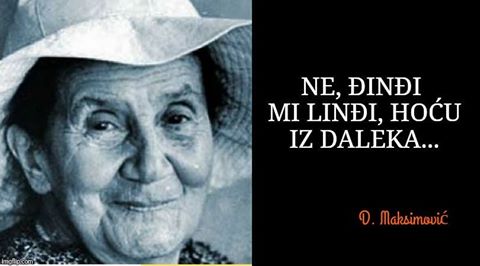 NE, ĐINĐI
MI LINĐI, HOĆU
IZ DALEKA...
D. Maksimović
imgflip.com